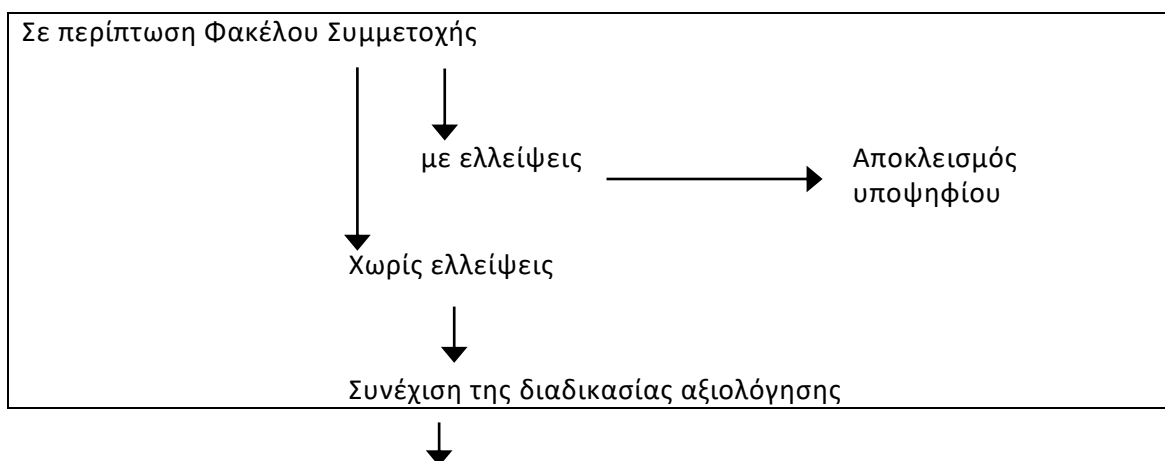 Σε περίπτωση Φακέλου Συμμετοχής
με ελλείψεις
Αποκλεισμός
υποψηφίου
Χωρίς ελλείψεις
Συνέχιση της διαδικασίας αξιολόγησης